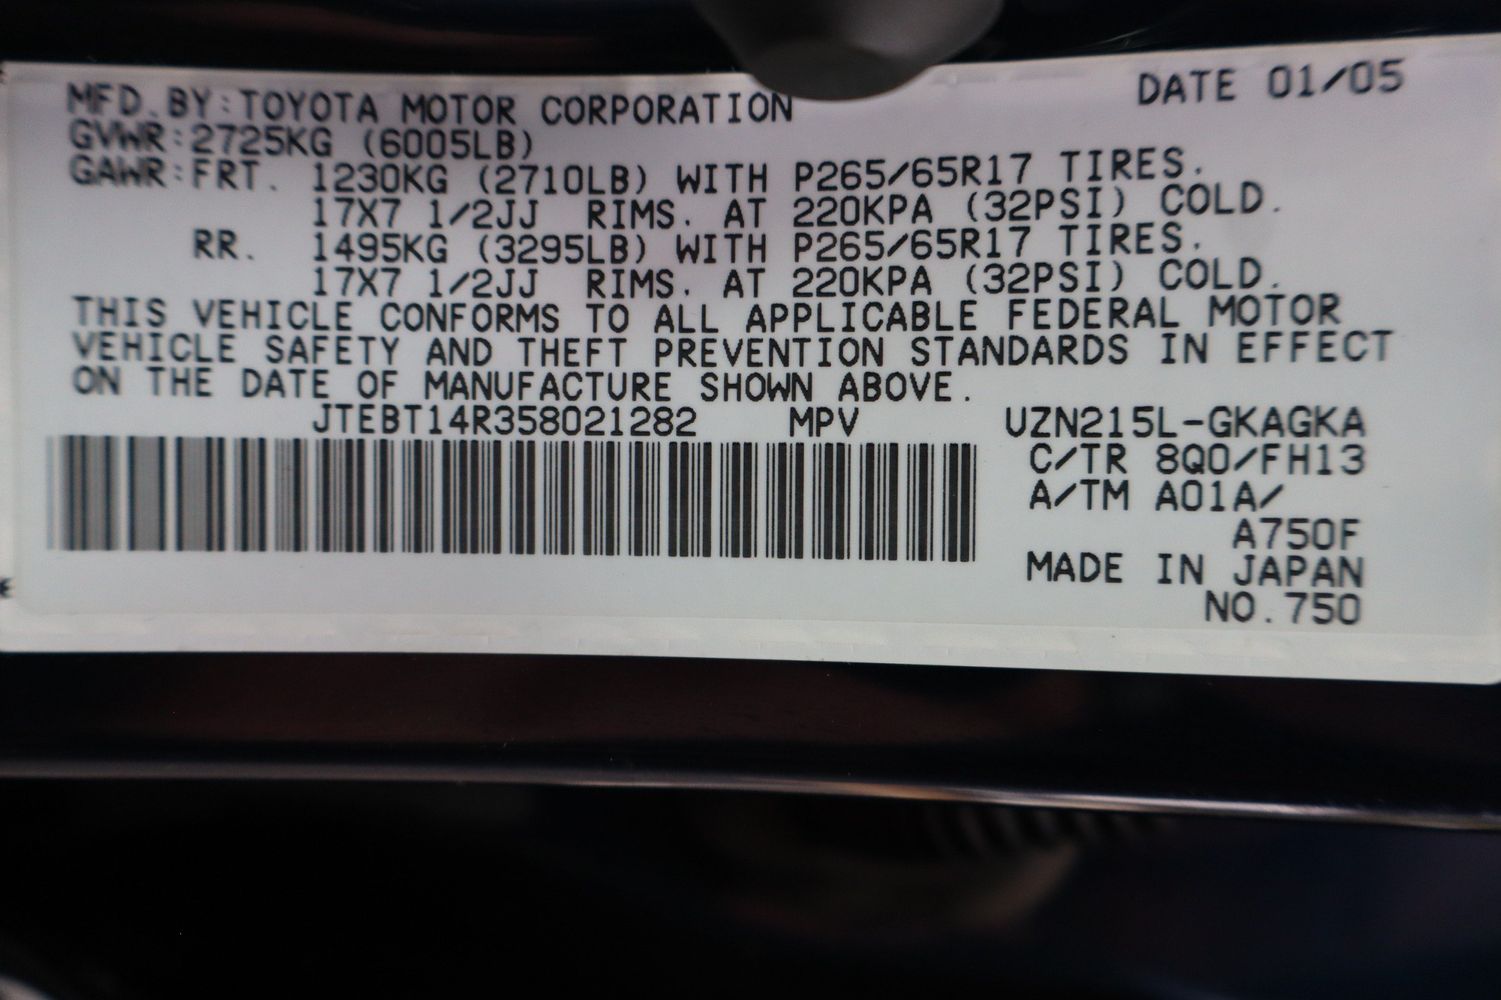 MFD. BY: TOYOTA MOTOR CORPORATION DATE 01/05
GVWR: 2725KG (6005LB)
GAWR: FRT. 1230KG (2710LB) WITH P265/65R17 TIRES.
17X7 1/2JJ RIMS. AT 220KPA (32PSI) COLD.
RR. 1495KG (3295LB) WITH P265/65R17 TIRES.
17X7 1/2JJ RIMS. AT 220KPA (32PSI) COLD.
THIS VEHICLE CONFORMS TO ALL APPLICABLE FEDERAL MOTOR
VEHICLE SAFETY AND THEFT PREVENTION STANDARDS IN EFFECT
ON THE DATE OF MANUFACTURE SHOWN ABOVE.
JTEBT14R358021282 MPV UZN215L-GKAGKA
C/TR 8Q0/FH13
A/TM A01A/
A750F
MADE IN JAPAN
NO. 750